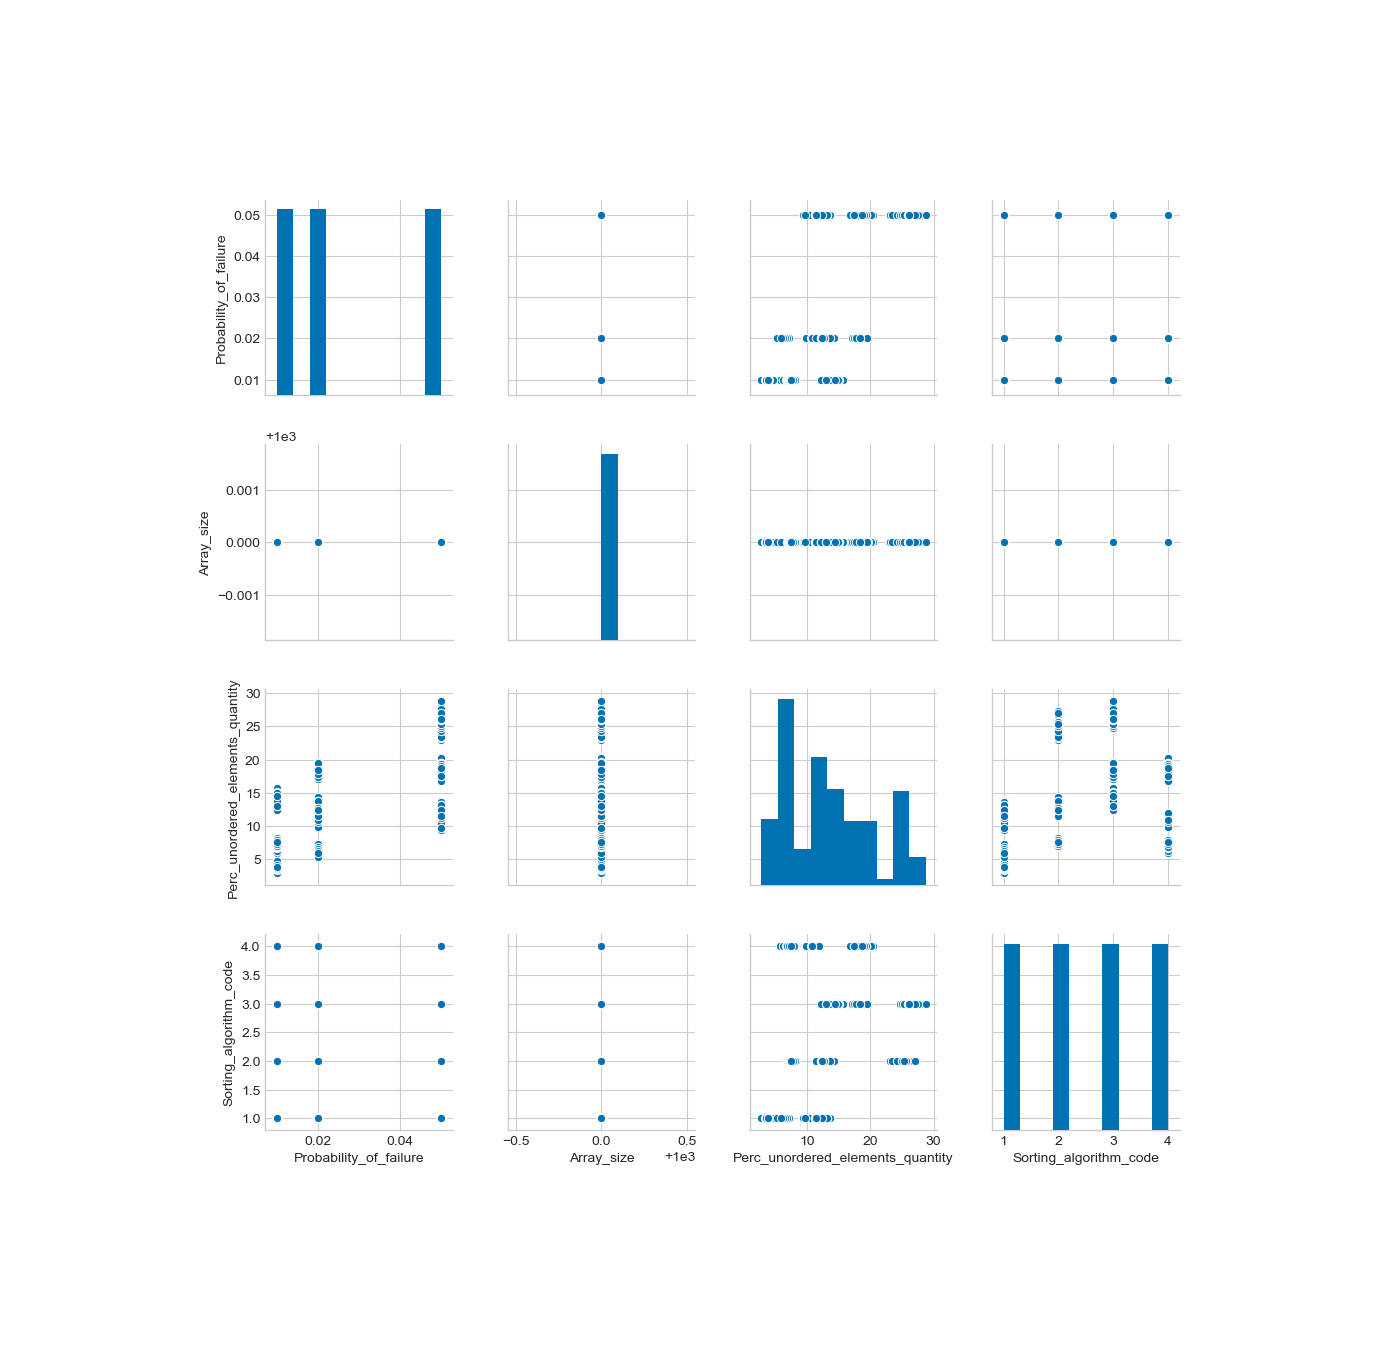 0.05
0.04
0.03
0.02
0.01
Probability_of_failure
+1e3
0.001
0.000
−0.001
Array_size
30
25
20
15
10
5
Perc_unordered_elements_quantity
4.0
3.5
3.0
2.5
2.0
1.5
1.0
Sorting_algorithm_code
0.02 0.04
Probability_of_failure
−0.5 0.0 0.5
Array_size +1e3
10 20 30
Perc_unordered_elements_quantity
1 2 3 4
Sorting_algorithm_code